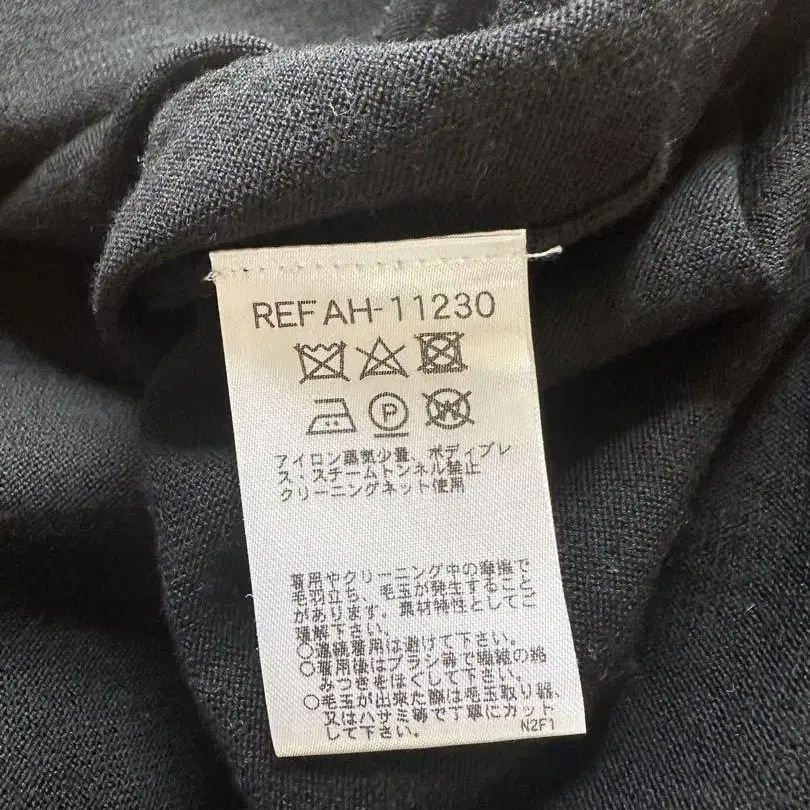 REF AH-11230
P
W
アイロン蒸気少量、ボディプレ
ス・スチームトンネル禁止
クリーニングネット使用
着用やクリーニング中の摩擦で
毛羽立ち、毛玉が発生すること
があります。素材特性としてご
理解下さい。
○連続着用は避けて下さい。
○着用後はブラシ等で繊維の絡
みつきをほぐして下さい。
○毛玉が出来た際は毛玉取り器、
又はハサミ等で丁寧にカット
して下さい。
N2F1